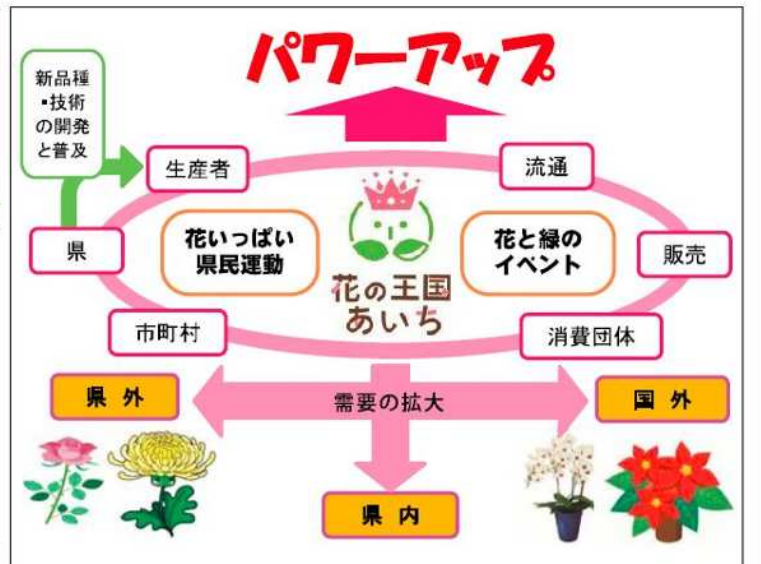 パワーアップ
新品種
・技術
の開発
と普及
生産者
流通
県
花いっぱい
県民運動
花と緑の
イベント
販売
花の王国
あいち
市町村
消費団体
県外
需要の拡大
国外
県内